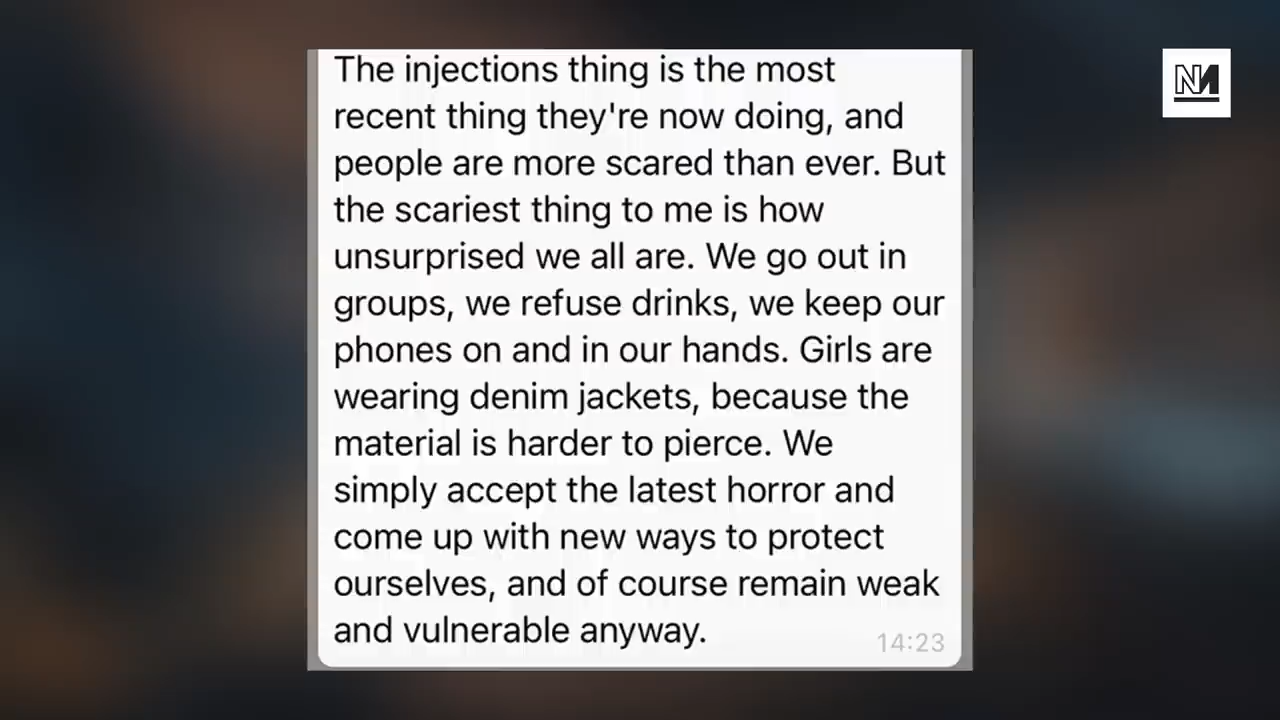 The injections thing is the most
recent thing they're now doing, and
people are more scared than ever. But
the scariest thing to me is how
unsurprised we all are. We go out in
groups, we refuse drinks, we keep our
phones on and in our hands. Girls are
wearing denim jackets, because the
material is harder to pierce. We
simply accept the latest horror and
come up with new ways to protect
ourselves, and of course remain weak
and vulnerable anyway.
14:23
NM